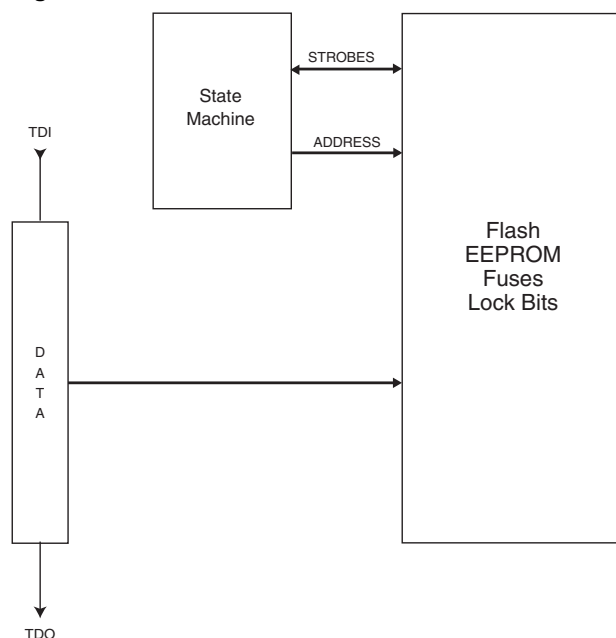 STROBES
State
Machine
ADDRESS
TDI
Flash
EEPROM
Fuses
Lock Bits
D
A
T
A
TDO